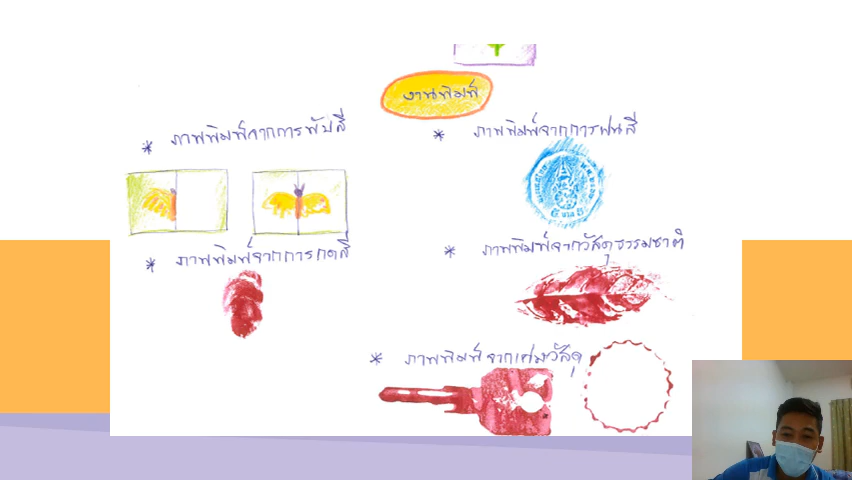 งานพิมพ์
* ภาพพิมพ์จากการพับสี
* ภาพพิมพ์จากการฝนสี
* ภาพพิมพ์จากการกดสี
* ภาพพิมพ์จากวัสดุธรรมชาติ
* ภาพพิมพ์จากเศษวัสดุ